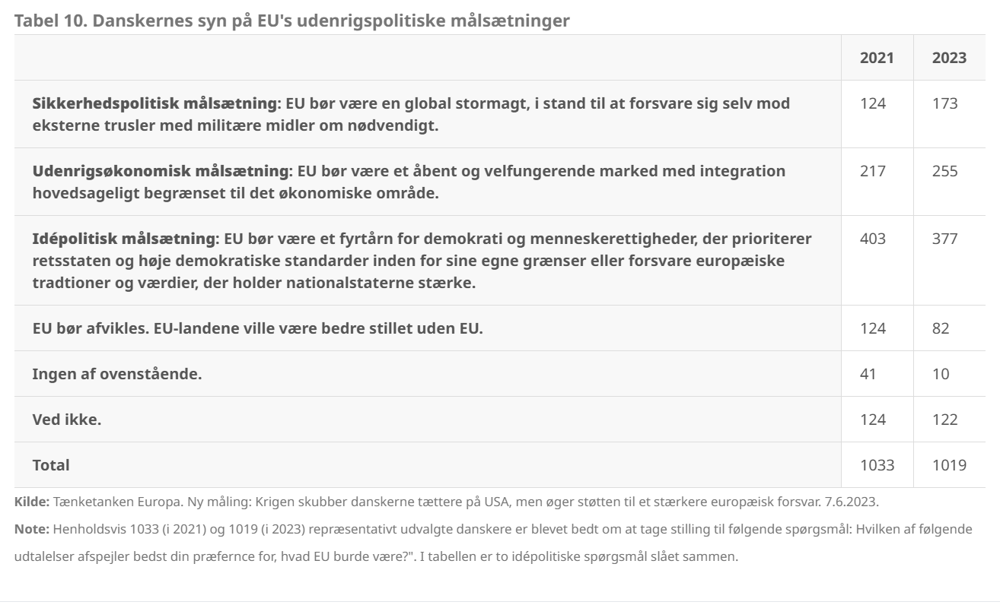 Tabel 10. Danskernes syn på EU's udenrigspolitiske målsætninger
2021 2023
Sikkerhedspolitisk målsætning: EU bør være en global stormagt, i stand til at forsvare sig selv mod 124 173
eksterne trusler med militære midler om nødvendigt.
Udenrigsøkonomisk målsætning: EU bør være et åbent og velfungerende marked med integration 217 255
hovedsageligt begrænset til det økonomiske område.
Idépolitisk målsætning: EU bør være et fyrtårn for demokrati og menneskerettigheder, der prioriterer 403 377
retsstaten og høje demokratiske standarder inden for sine egne grænser eller forsvare europæiske
tradtioner og værdier, der holder nationalstaterne stærke.
EU bør afvikles. EU-landene ville være bedre stillet uden EU. 124 82
Ingen af ovenstående. 41 10
Ved ikke. 124 122
Total 1033 1019
Kilde: Tænketanken Europa. Ny måling: Krigen skubber danskerne tættere på USA, men øger støtten til et stærkere europæisk forsvar. 7.6.2023.
Note: Henholdsvis 1033 (i 2021) og 1019 (i 2023) repræsentativt udvalgte danskere er blevet bedt om at tage stilling til følgende spørgsmål: Hvilken af følgende
udtalelser afspejler bedst din præfernce for, hvad EU burde være?". I tabellen er to idépolitiske spørgsmål slået sammen.